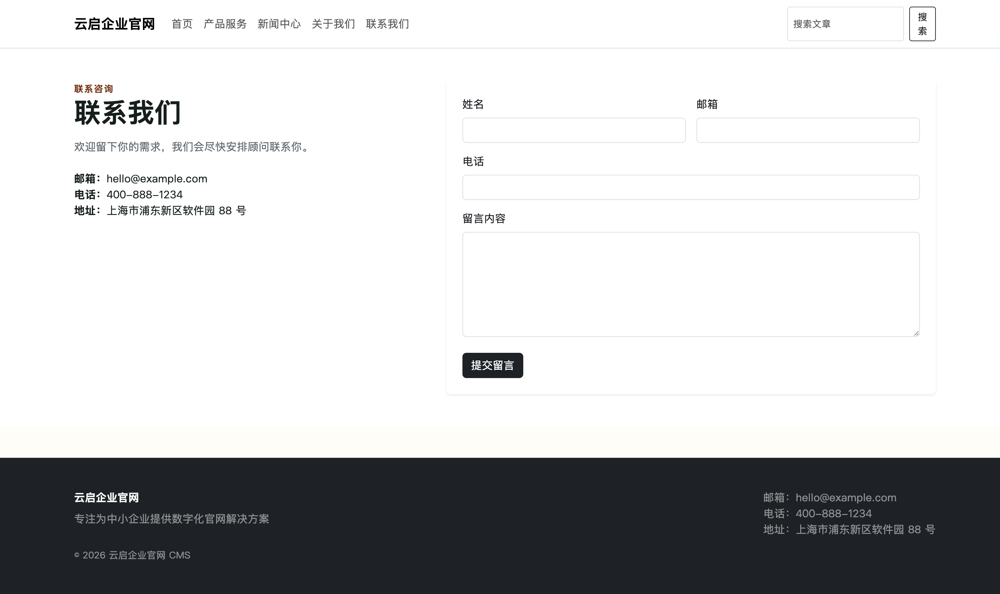 云启企业官网 首页 产品服务 新闻中心 关于我们 联系我们 搜索文章 搜索
联系咨询
联系我们
欢迎留下你的需求，我们会尽快安排顾问联系你。
邮箱：hello@example.com
电话：400-888-1234
地址：上海市浦东新区软件园 88 号
姓名 邮箱
电话
留言内容
提交留言
云启企业官网
专注为中小企业提供数字化官网解决方案
邮箱：hello@example.com
电话：400-888-1234
地址：上海市浦东新区软件园 88 号
© 2026 云启企业官网 CMS